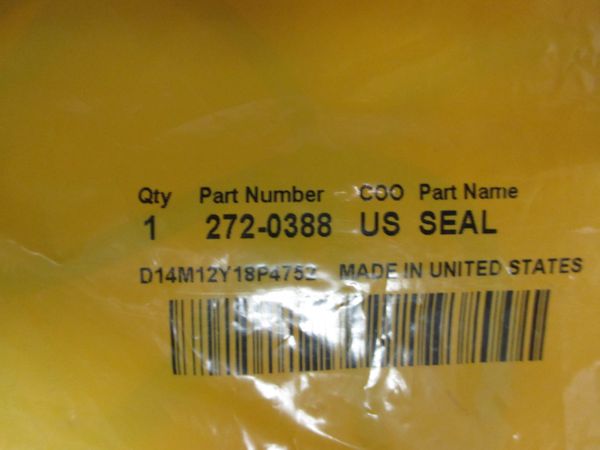 Qty Part Number COO Part Name
1 272-0388 US SEAL
D14M12Y18P4752 MADE IN UNITED STATES